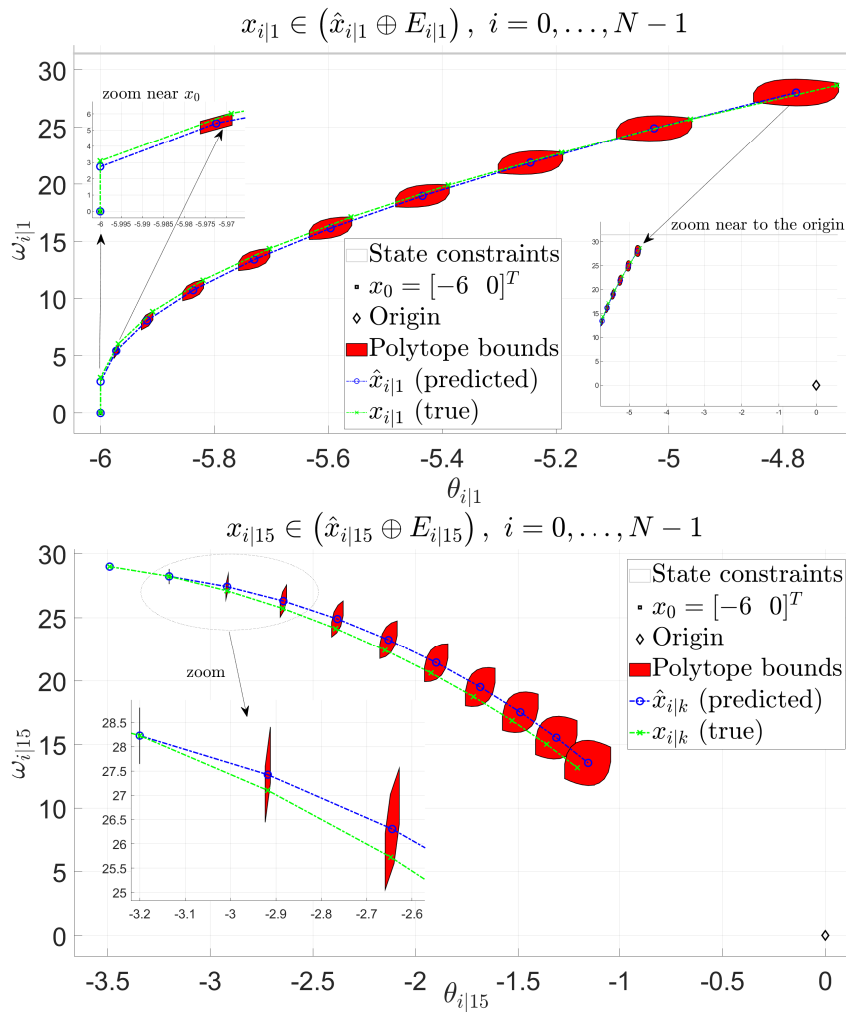 x_{i|1} ∈ (x̂_{i|1} ⊕ E_{i|1}), i = 0, …, N − 1
30
25
20
15
10
5
0
ω_{i|1}
zoom near x_0
6
5
4
3
2
1
0
-6 -5.995 -5.99 -5.985 -5.98 -5.975 -5.97
State constraints
x_0 = [−6 0]^T
Origin
Polytope bounds
x̂_{i|1} (predicted)
x_{i|1} (true)
zoom near to the origin
30
25
20
15
10
5
0
-5 -4 -3 -2 -1 0
-6 -5.8 -5.6 -5.4 -5.2 -5 -4.8
θ_{i|1}
x_{i|15} ∈ (x̂_{i|15} ⊕ E_{i|15}), i = 0, …, N − 1
30
25
20
15
10
5
0
ω_{i|15}
zoom
28.5
28
27.5
27
26.5
26
25.5
25
-3.2 -3.1 -3 -2.9 -2.8 -2.7 -2.6
State constraints
x_0 = [−6 0]^T
Origin
Polytope bounds
x̂_{i|k} (predicted)
x_{i|k} (true)
-3.5 -3 -2.5 -2 -1.5 -1 0
θ_{i|15}